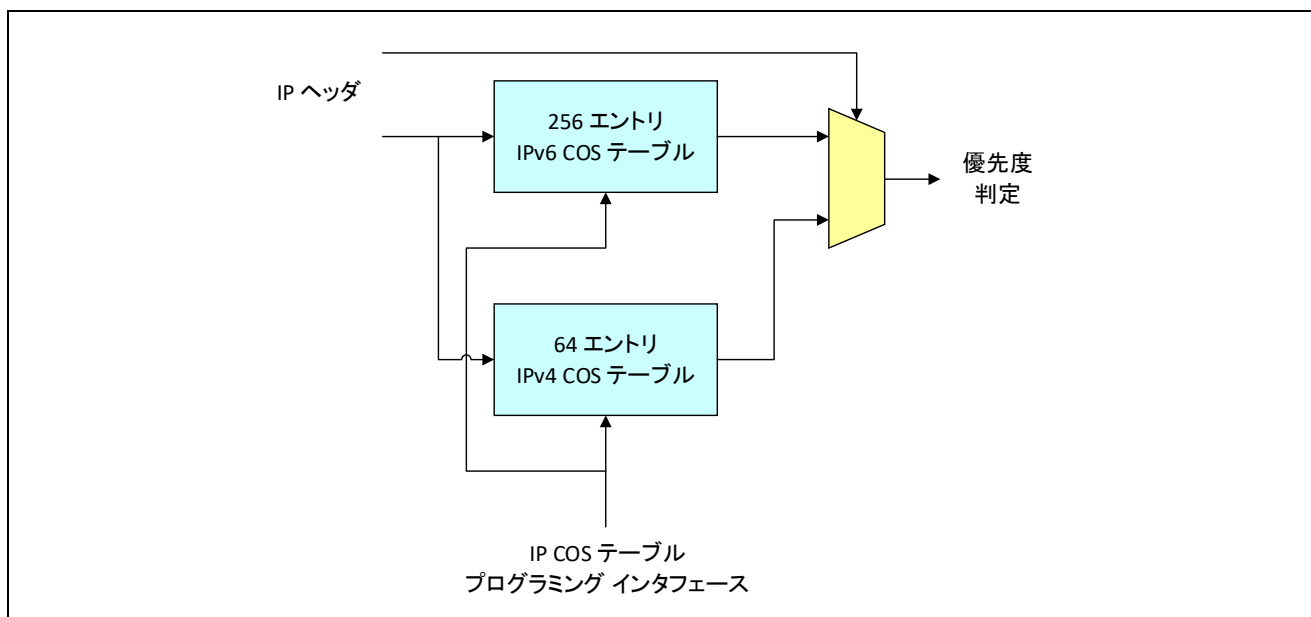 IP ヘッダ
256 エントリ
IPv6 COS テーブル
優先度
判定
64 エントリ
IPv4 COS テーブル
IP COS テーブル
プログラミング インタフェース